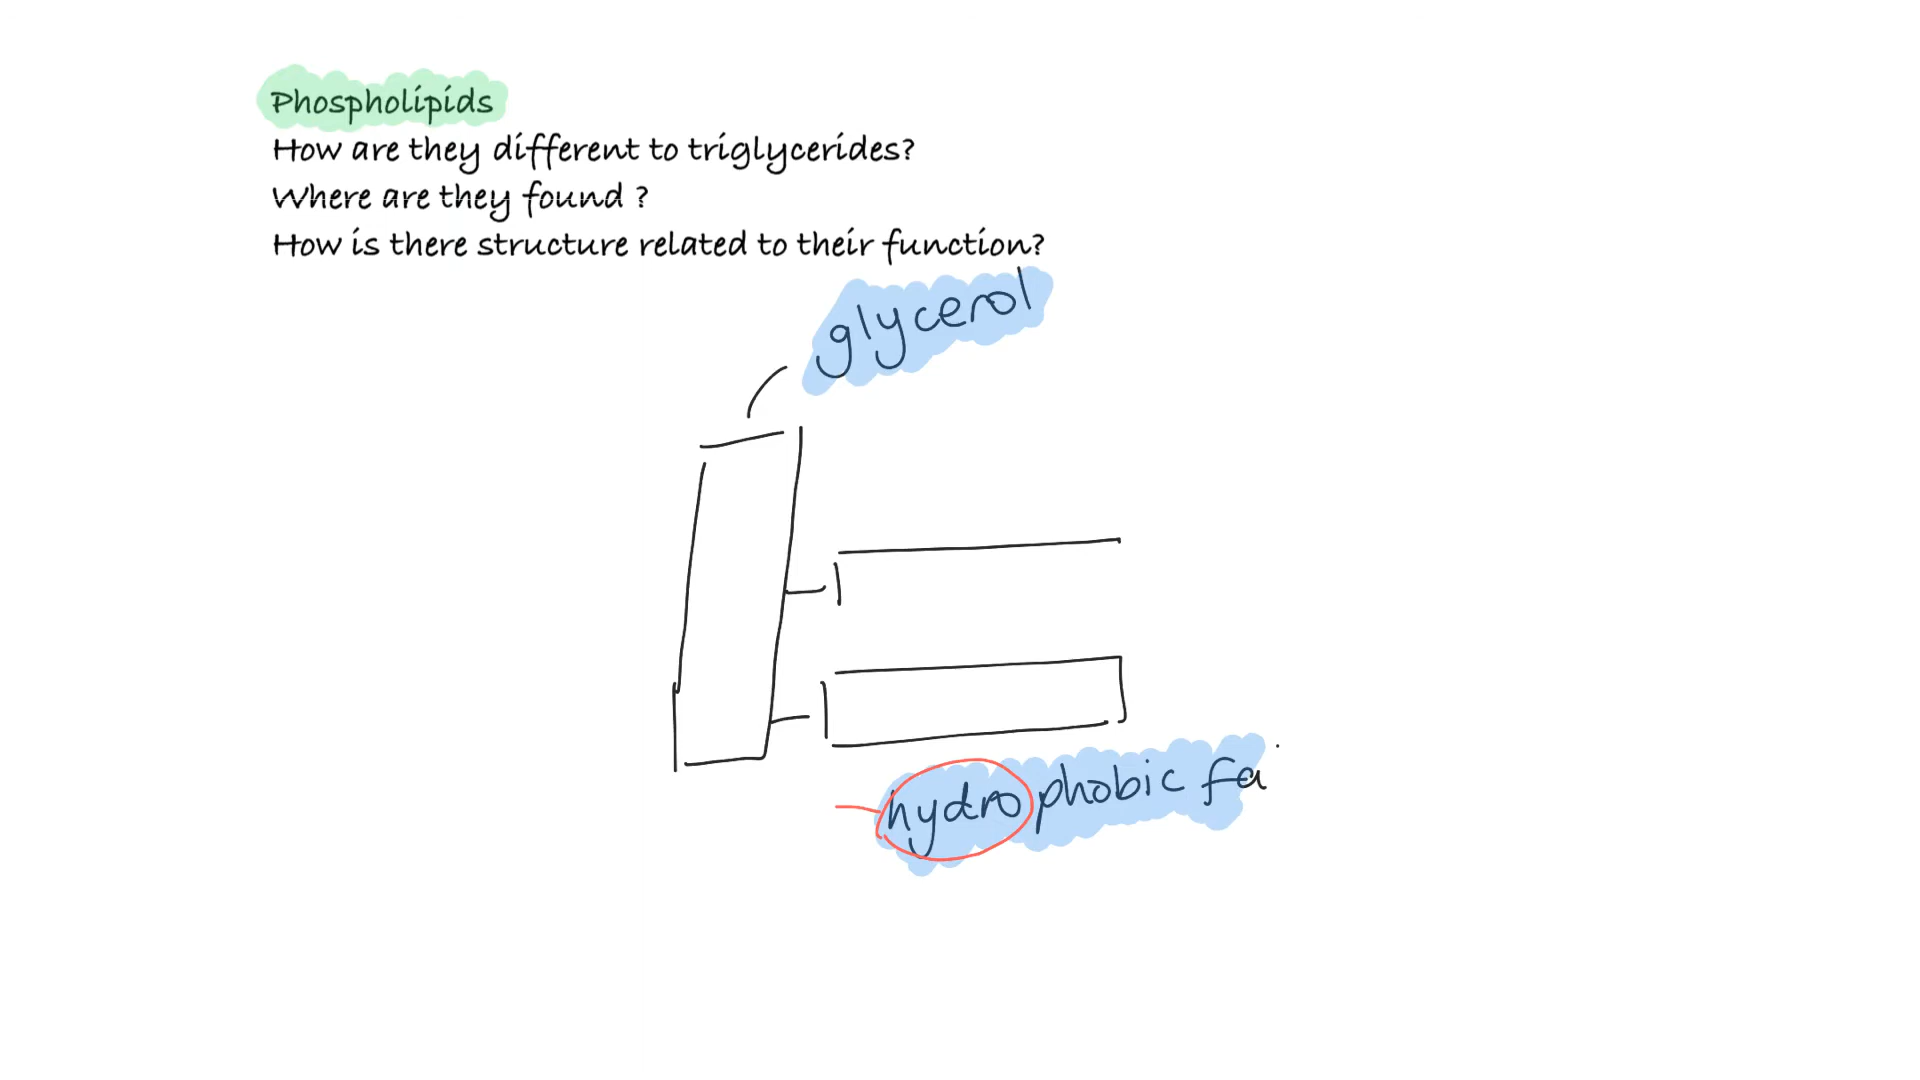 Phospholipids
How are they different to triglycerides?
Where are they found ?
How is there structure related to their function?
glycerol
hydrophobic fa